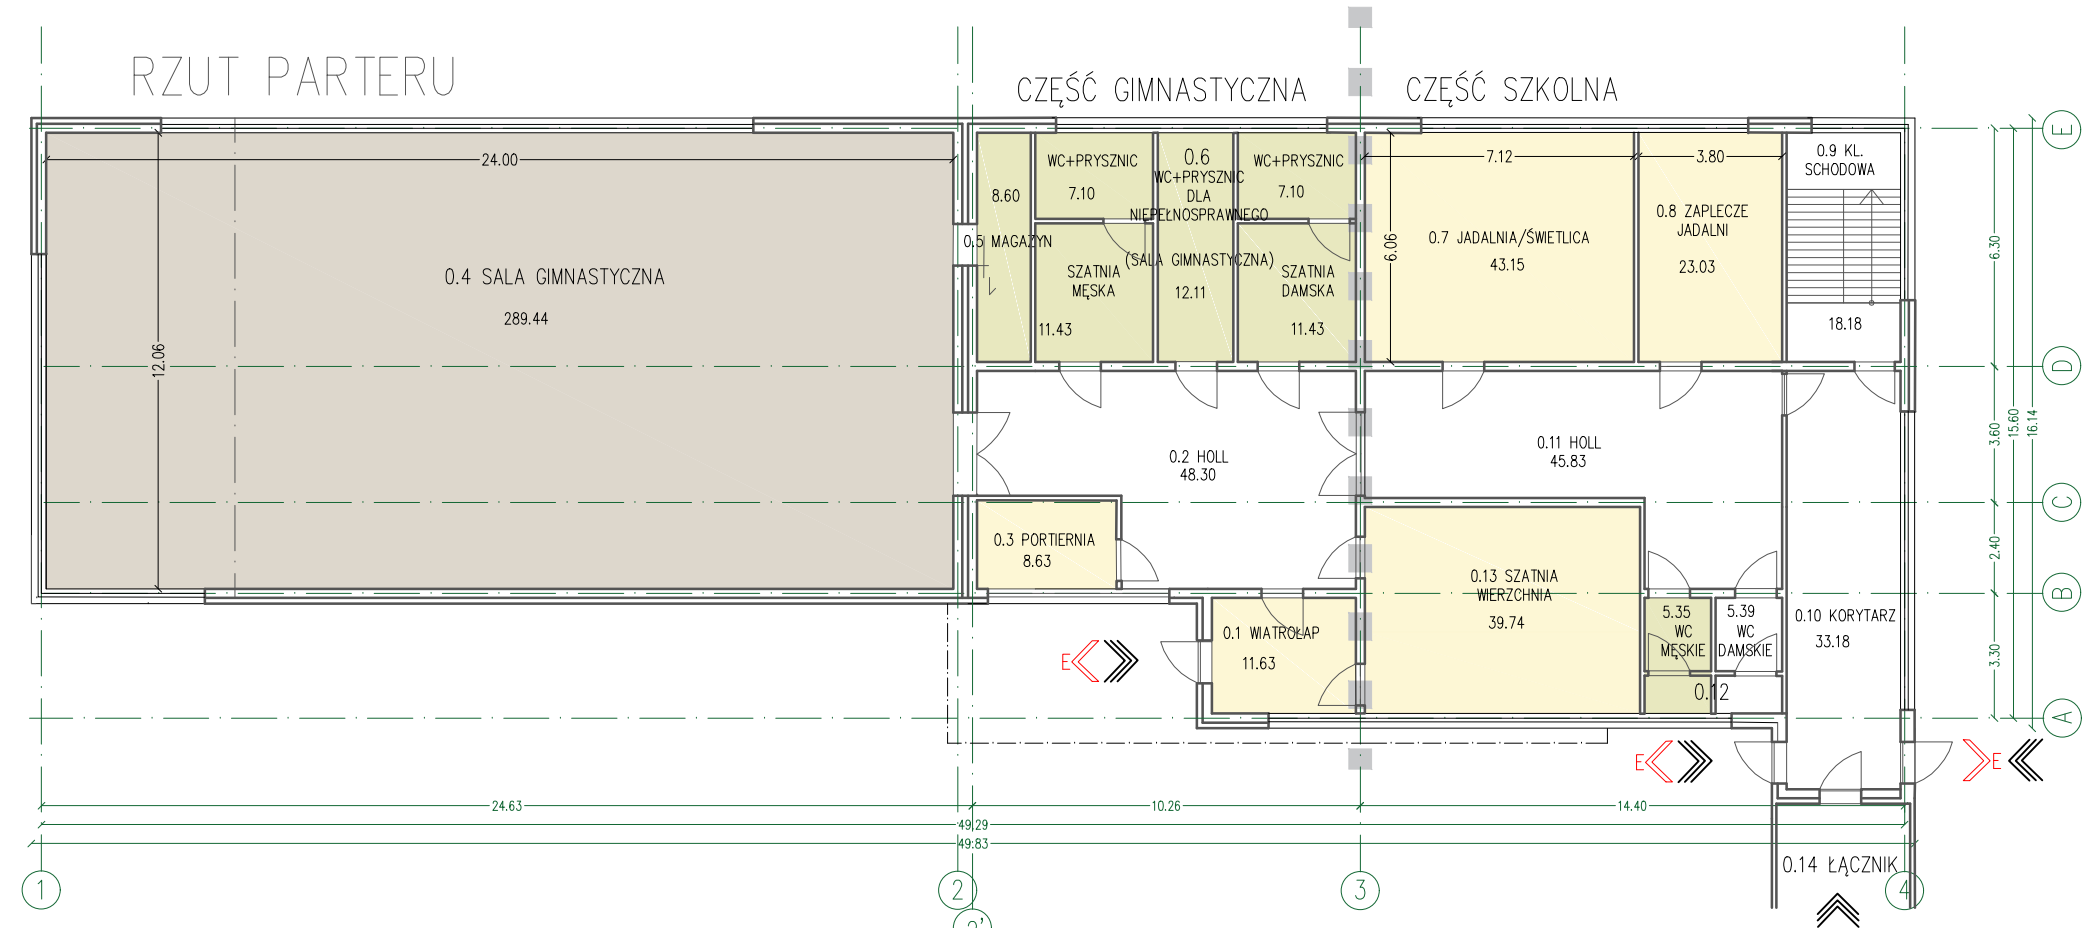 RZUT PARTERU
CZĘŚĆ GIMNASTYCZNA
CZĘŚĆ SZKOLNA
24.00
12.06
0.4 SALA GIMNASTYCZNA
289.44
8.60
0.5 MAGAZYN
WC+PRYSZNIC
7.10
SZATNIA
MĘSKA
11.43
0.6
WC+PRYSZNIC
DLA
NIEPEŁNOSPRAWNEGO
(SALA GIMNASTYCZNA)
12.11
WC+PRYSZNIC
7.10
SZATNIA
DAMSKA
11.43
7.12
6.06
0.7 JADALNIA/ŚWIETLICA
43.15
3.80
0.8 ZAPLECZE
JADALNI
23.03
0.9 KL.
SCHODOWA
18.18
0.2 HOLL
48.30
0.11 HOLL
45.83
0.3 PORTIERNIA
8.63
0.1 WIATROŁAP
11.63
0.13 SZATNIA
WIERZCHNIA
39.74
5.35
WC
MĘSKIE
5.39
WC
DAMSKIE
0.12
0.10 KORYTARZ
33.18
0.14 ŁĄCZNIK
E
E
E
6.30
3.60
2.40
3.30
15.60
16.14
E
D
C
B
A
24.63
10.26
14.40
49.29
49.83
1
2
2'
3
4